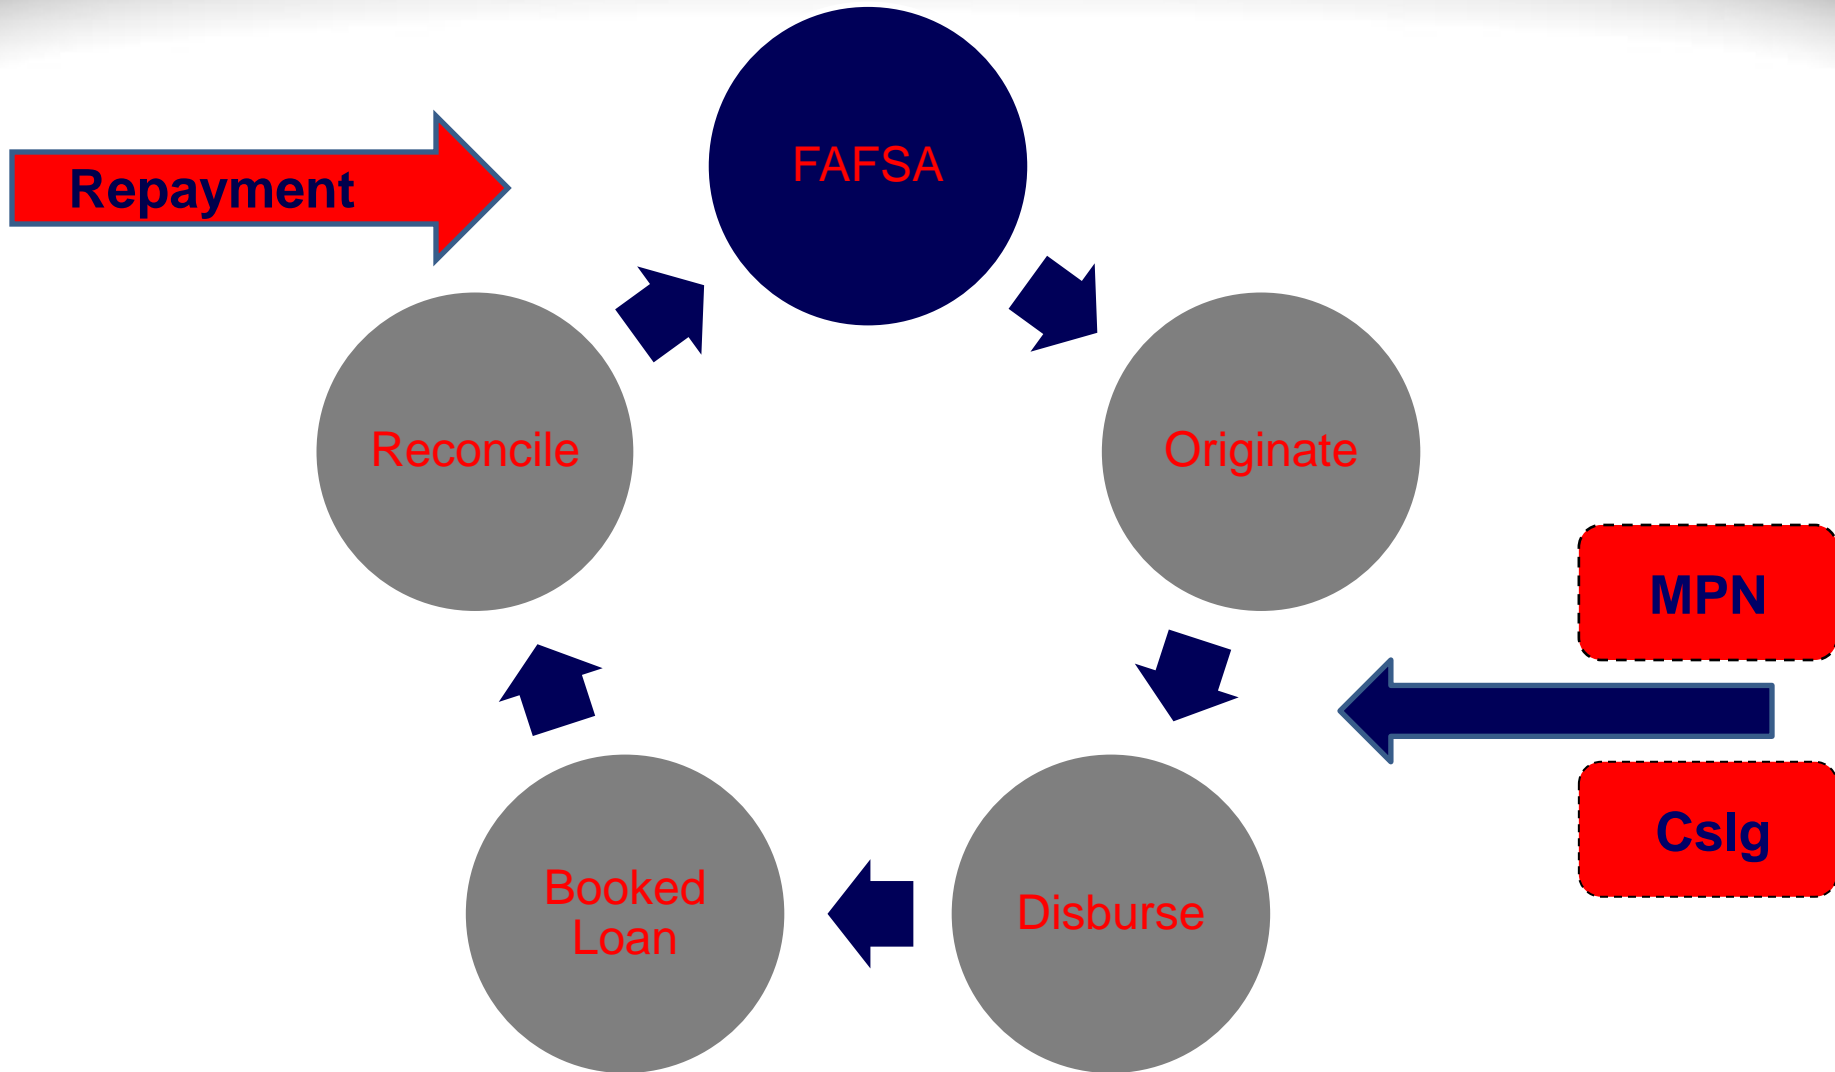 FAFSA
Repayment
Reconcile
Originate
MPN
Cslg
Booked
Loan
Disburse